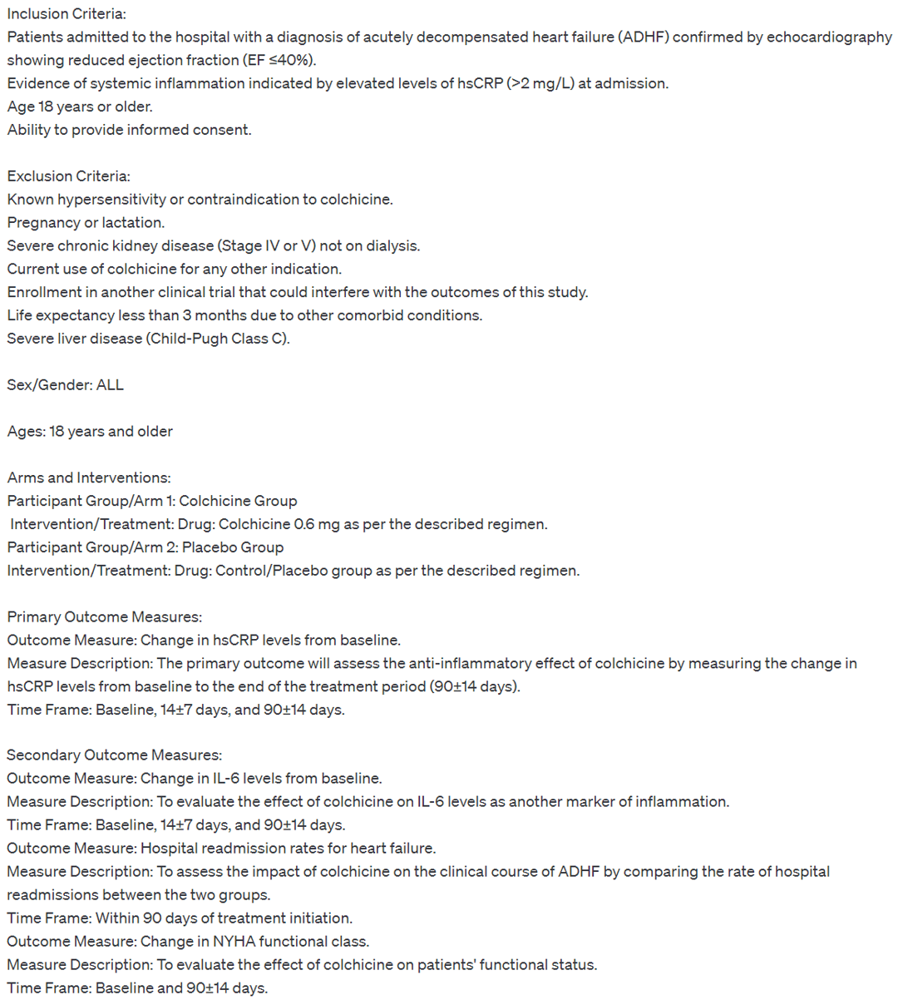 Inclusion Criteria:
Patients admitted to the hospital with a diagnosis of acutely decompensated heart failure (ADHF) confirmed by echocardiography
showing reduced ejection fraction (EF ≤40%).
Evidence of systemic inflammation indicated by elevated levels of hsCRP (>2 mg/L) at admission.
Age 18 years or older.
Ability to provide informed consent.
Exclusion Criteria:
Known hypersensitivity or contraindication to colchicine.
Pregnancy or lactation.
Severe chronic kidney disease (Stage IV or V) not on dialysis.
Current use of colchicine for any other indication.
Enrollment in another clinical trial that could interfere with the outcomes of this study.
Life expectancy less than 3 months due to other comorbid conditions.
Severe liver disease (Child-Pugh Class C).
Sex/Gender: ALL
Ages: 18 years and older
Arms and Interventions:
Participant Group/Arm 1: Colchicine Group
Intervention/Treatment: Drug: Colchicine 0.6 mg as per the described regimen.
Participant Group/Arm 2: Placebo Group
Intervention/Treatment: Drug: Control/Placebo group as per the described regimen.
Primary Outcome Measures:
Outcome Measure: Change in hsCRP levels from baseline.
Measure Description: The primary outcome will assess the anti-inflammatory effect of colchicine by measuring the change in
hsCRP levels from baseline to the end of the treatment period (90±14 days).
Time Frame: Baseline, 14±7 days, and 90±14 days.
Secondary Outcome Measures:
Outcome Measure: Change in IL-6 levels from baseline.
Measure Description: To evaluate the effect of colchicine on IL-6 levels as another marker of inflammation.
Time Frame: Baseline, 14±7 days, and 90±14 days.
Outcome Measure: Hospital readmission rates for heart failure.
Measure Description: To assess the impact of colchicine on the clinical course of ADHF by comparing the rate of hospital
readmissions between the two groups.
Time Frame: Within 90 days of treatment initiation.
Outcome Measure: Change in NYHA functional class.
Measure Description: To evaluate the effect of colchicine on patients' functional status.
Time Frame: Baseline and 90±14 days.